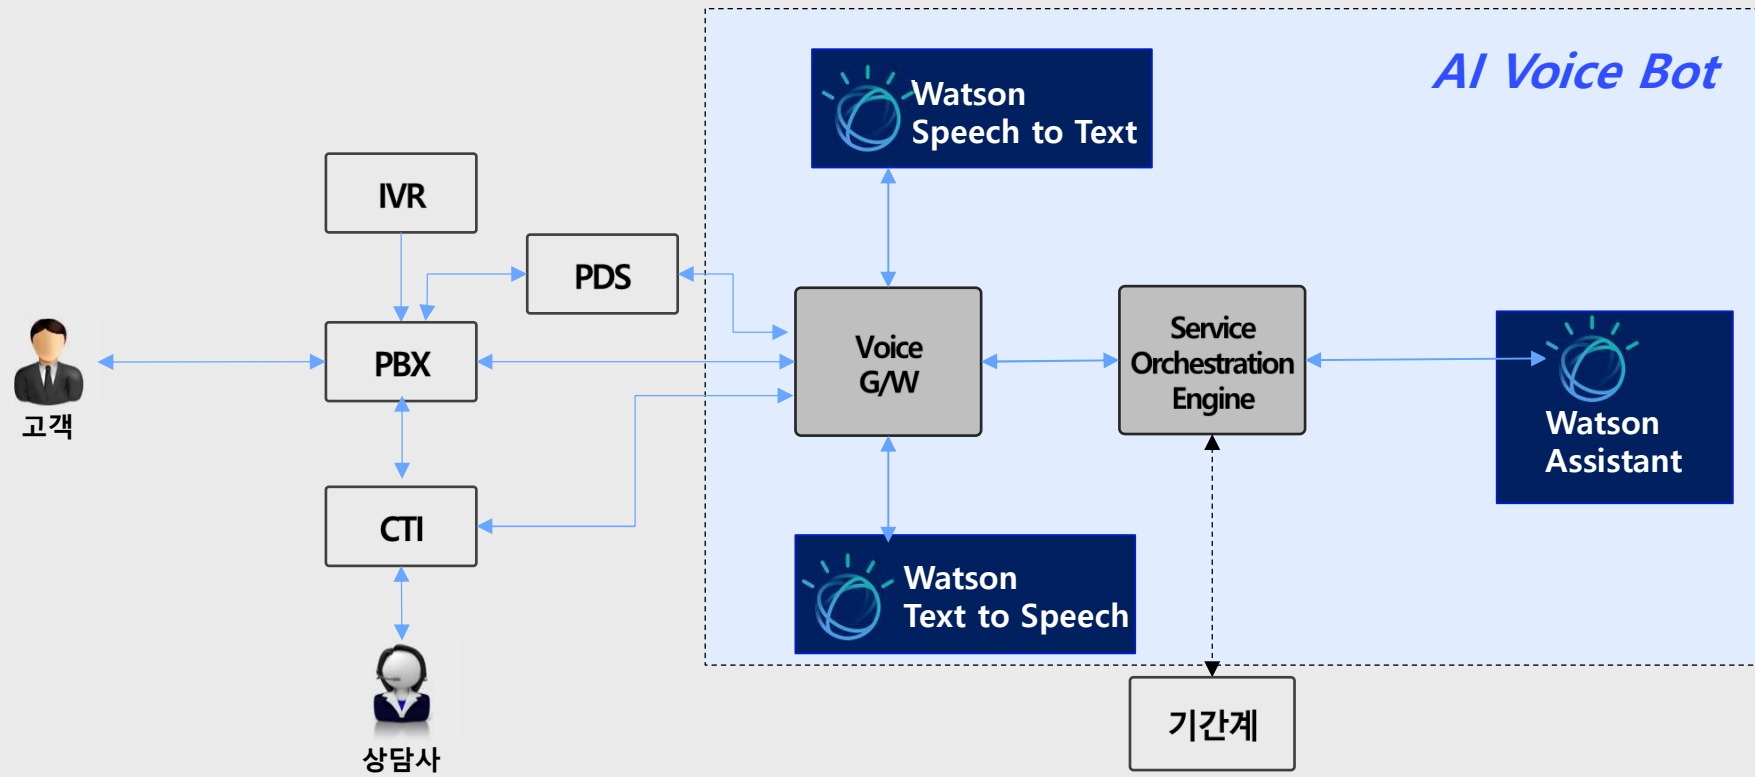 AI Voice Bot
Watson
Speech to Text
IVR
PDS
고객
PBX
Voice
G/W
Service
Orchestration
Engine
Watson
Assistant
CTI
Watson
Text to Speech
상담사
기간계